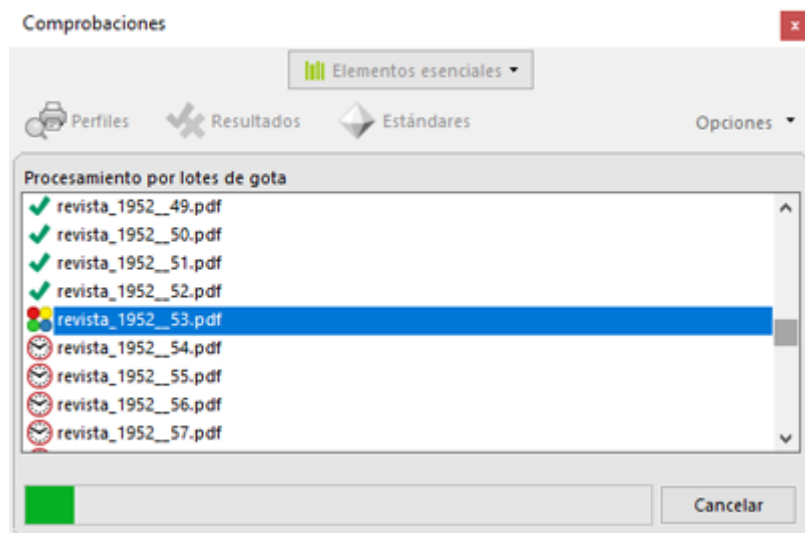 Comprobaciones
x
Elementos esenciales
Perfiles
Resultados
Estándares
Opciones
Procesamiento por lotes de gota
revista_1952__49.pdf
revista_1952__50.pdf
revista_1952__51.pdf
revista_1952__52.pdf
revista_1952__53.pdf
revista_1952__54.pdf
revista_1952__55.pdf
revista_1952__56.pdf
revista_1952__57.pdf
Cancelar